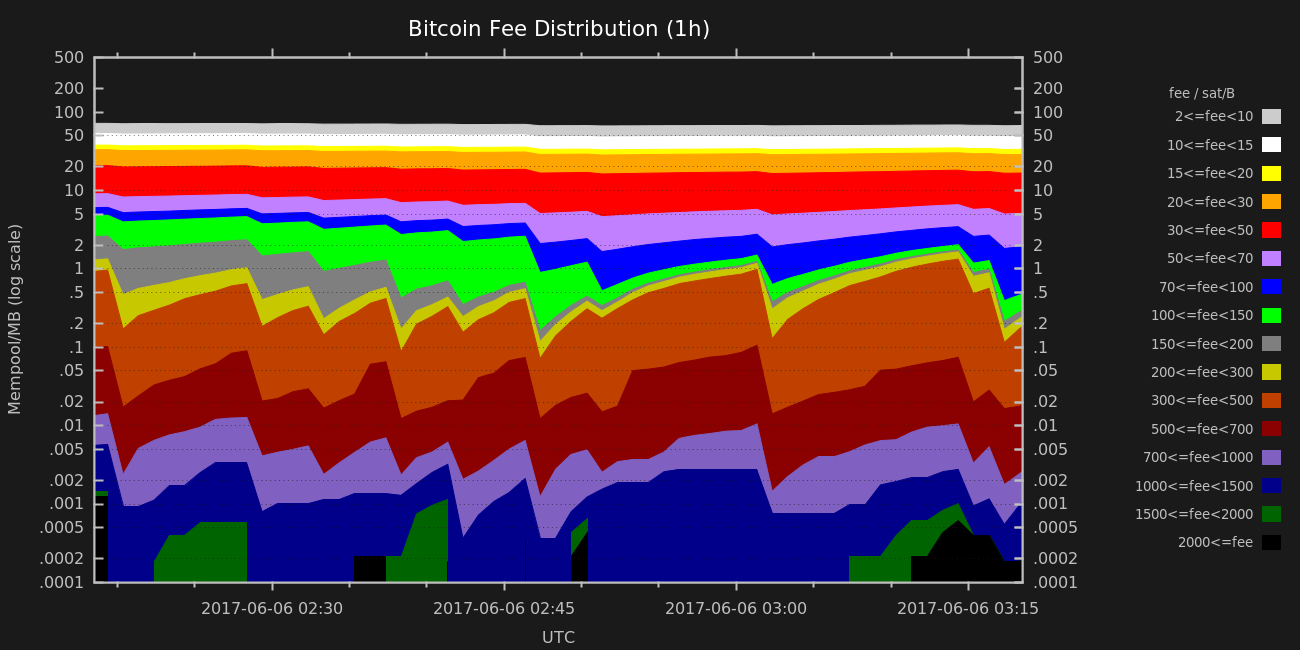 Bitcoin Fee Distribution (1h)
Mempool/MB (log scale)
500
200
100
50
20
10
5
2
1
.5
.2
.1
.05
.02
.01
.005
.002
.001
.0005
.0002
.0001
500
200
100
50
20
10
5
2
1
.5
.2
.1
.05
.02
.01
.005
.002
.001
.0005
.0002
.0001
2017-06-06 02:30
2017-06-06 02:45
2017-06-06 03:00
2017-06-06 03:15
UTC
fee / sat/B
2<=fee<10
10<=fee<15
15<=fee<20
20<=fee<30
30<=fee<50
50<=fee<70
70<=fee<100
100<=fee<150
150<=fee<200
200<=fee<300
300<=fee<500
500<=fee<700
700<=fee<1000
1000<=fee<1500
1500<=fee<2000
2000<=fee